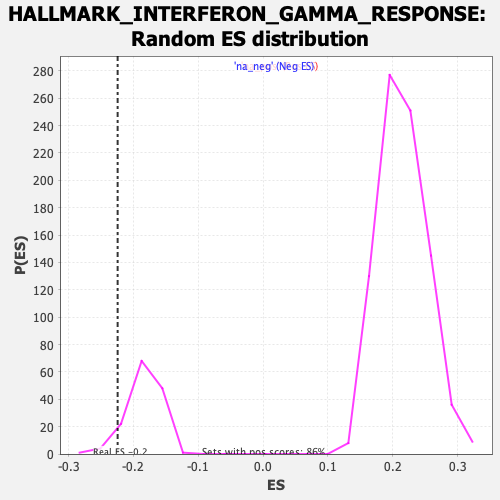 HALLMARK_INTERFERON_GAMMA_RESPONSE:
Random ES distribution
'na_neg' (Neg ES)
280
260
240
220
200
180
160
140
120
100
80
60
40
20
0
P(ES)
Real ES -0.2
Sets with pos scores: 86%
-0.3 -0.2 -0.1 0.0 0.1 0.2 0.3
ES